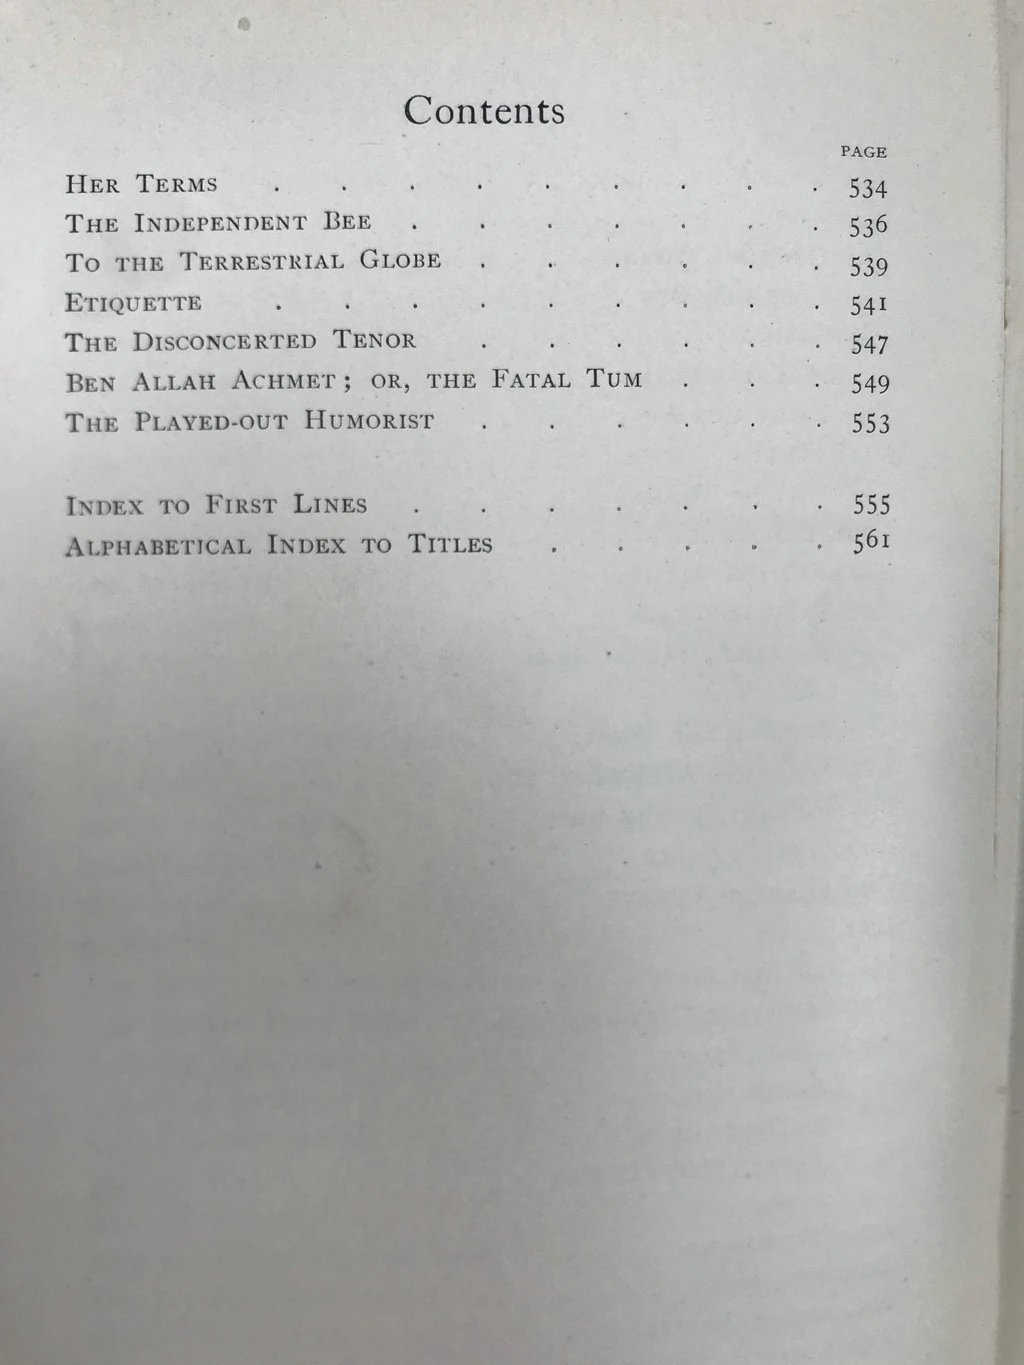 Contents
PAGE
HER TERMS . . . . . . . . . 534
THE INDEPENDENT BEE . . . . . . . 536
TO THE TERRESTRIAL GLOBE . . . . . . 539
ETIQUETTE . . . . . . . . . 541
THE DISCONCERTED TENOR . . . . . . 547
BEN ALLAH ACHMET; OR, THE FATAL TUM . . . 549
THE PLAYED-OUT HUMORIST . . . . . . 553
INDEX TO FIRST LINES . . . . . . . 555
ALPHABETICAL INDEX TO TITLES . . . . . 561